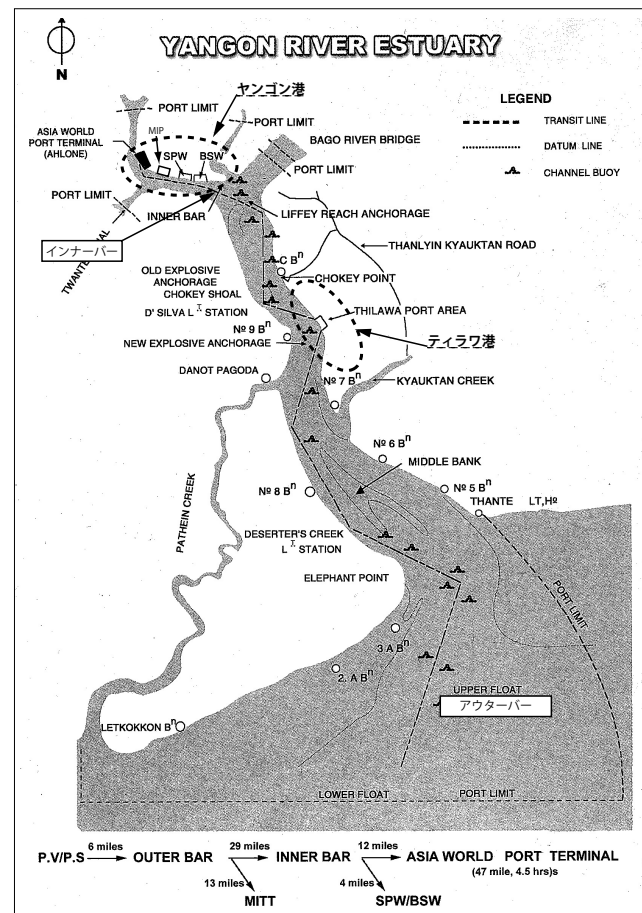 N
YANGON RIVER ESTUARY
ヤンゴン港
PORT LIMIT
ASIA WORLD
PORT TERMINAL
(AHLONE)
MIP
SPW
BSW
PORT LIMIT
BAGO RIVER BRIDGE
PORT LIMIT
LEGEND
TRANSIT LINE
DATUM LINE
CHANNEL BUOY
PORT LIMIT
INNER BAR
インナーバー
LIFFEY REACH ANCHORAGE
THANLYIN KYAUKTAN ROAD
C Bn
CHOKEY POINT
OLD EXPLOSIVE
ANCHORAGE
CHOKEY SHOAL
D' SILVA L STATION
THILAWA PORT AREA
Nº 9 Bn
NEW EXPLOSIVE ANCHORAGE
ティラワ港
DANOT PAGODA
Nº 7 Bn
KYAUKTAN CREEK
Nº 6 Bn
MIDDLE BANK
Nº 8 Bn
Nº 5 Bn
THANTE LT,Hº
PATHEIN CREEK
DESERTER'S CREEK
L STATION
ELEPHANT POINT
PORT LIMIT
3 A Bn
2. A Bn
UPPER FLOAT
アウターバー
LETKOKKON Bn
LOWER FLOAT
PORT LIMIT
P.V/P.S 6 miles OUTER BAR 29 miles INNER BAR 12 miles ASIA WORLD PORT TERMINAL
(47 mile, 4.5 hrs)s
13 miles
MITT
4 miles
SPW/BSW